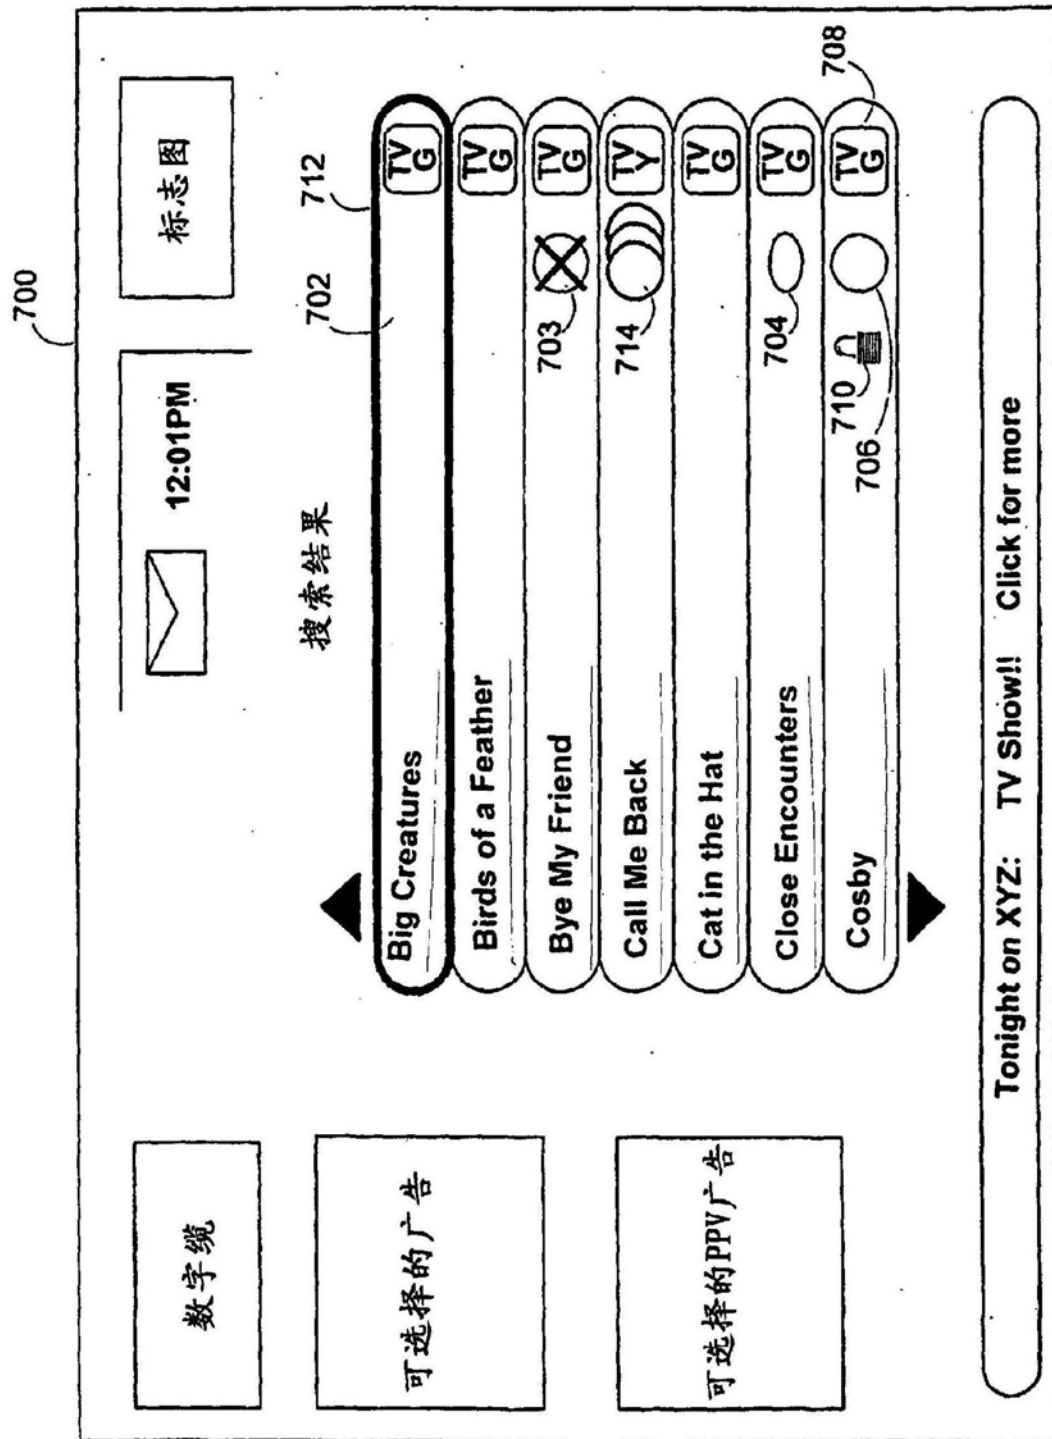 700
数字缆
12:01PM
标志图
可选择的广告
可选择的PPV广告
搜索结果
702
712
Big Creatures
TV
G
Birds of a Feather
TV
G
Bye My Friend
703
TV
G
Call Me Back
714
TV
Y
Cat in the Hat
TV
G
Close Encounters
704
TV
G
Cosby
710
706
TV
G
708
Tonight on XYZ: TV Show!! Click for more